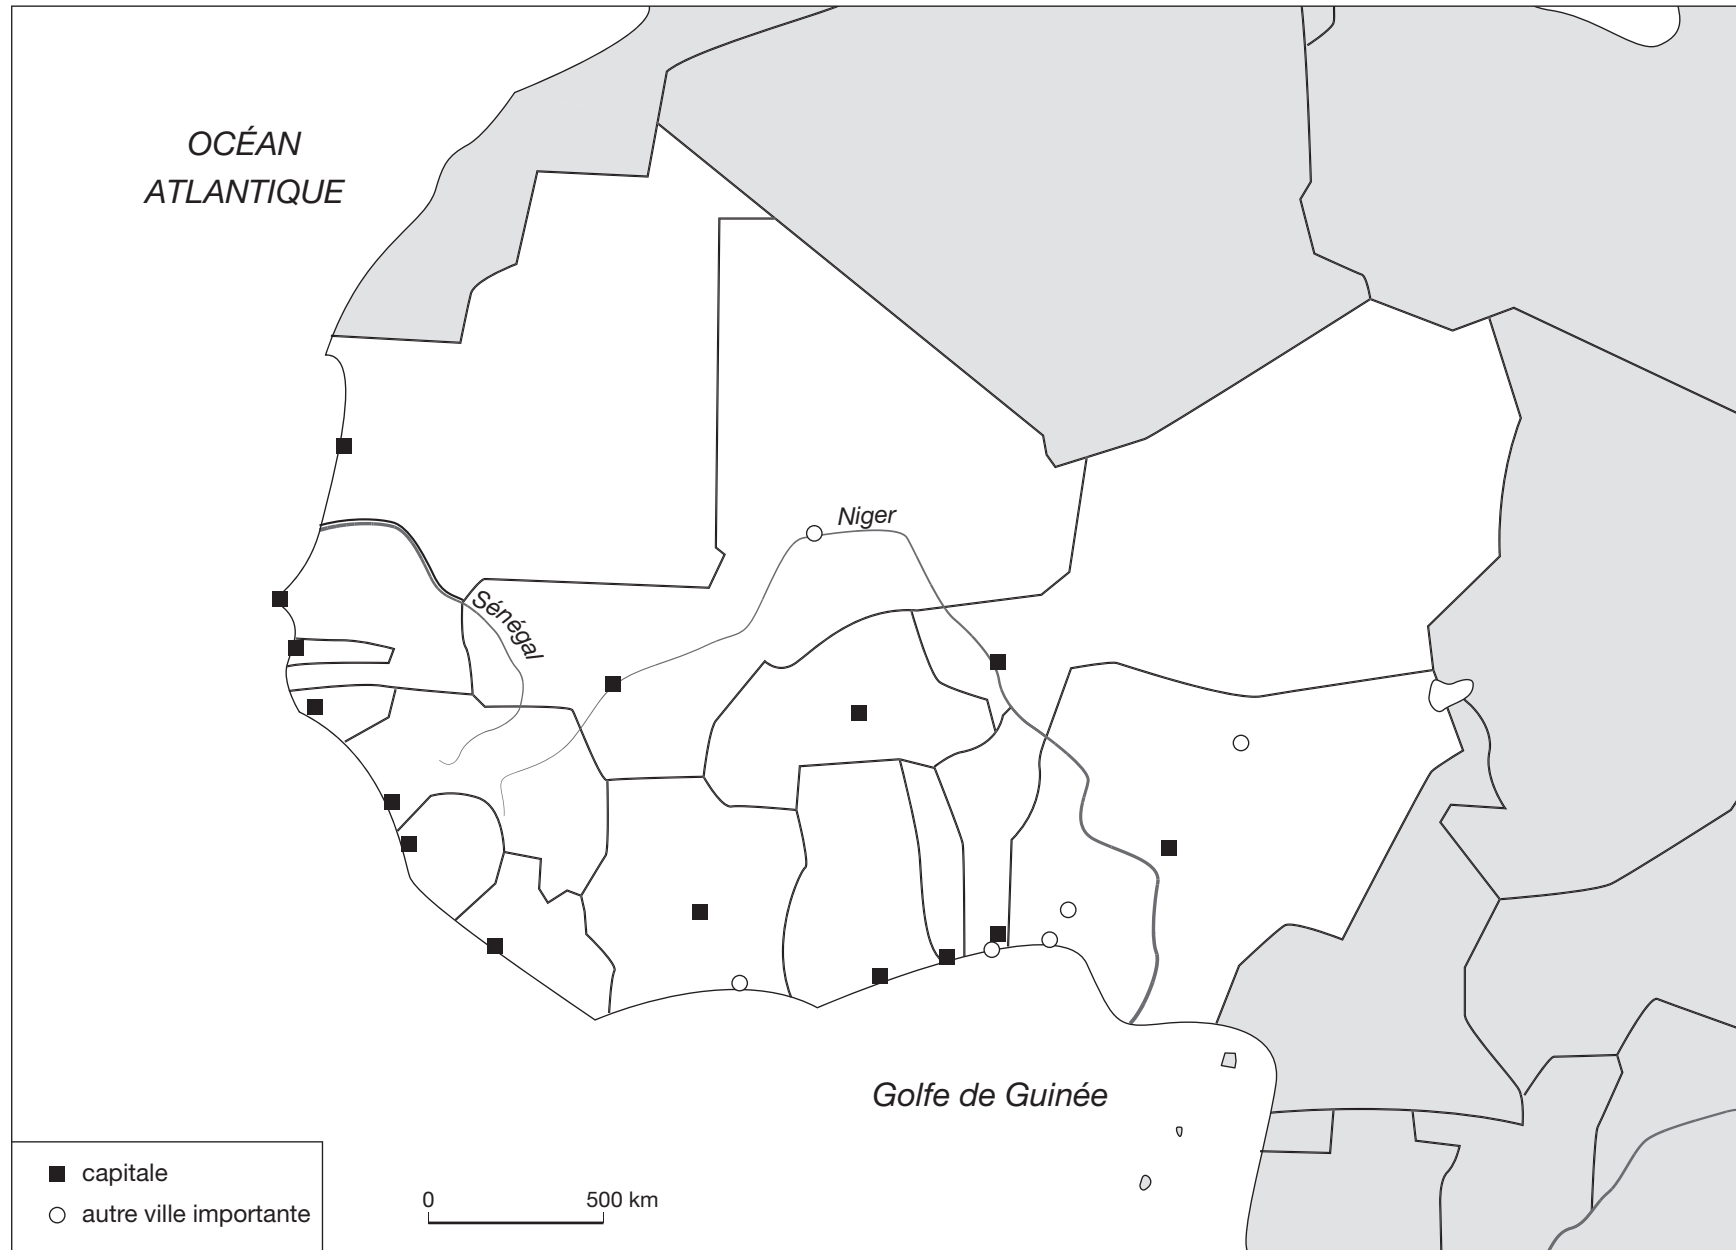 OCÉAN
ATLANTIQUE
Niger
Sénégal
Golfe de Guinée
capitale
autre ville importante
0 500 km